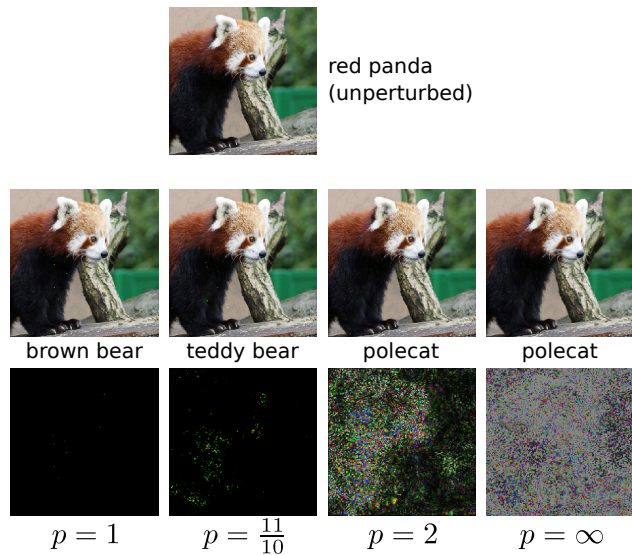 red panda
(unperturbed)
brown bear
teddy bear
polecat
polecat
p = 1
p = 11/10
p = 2
p = ∞